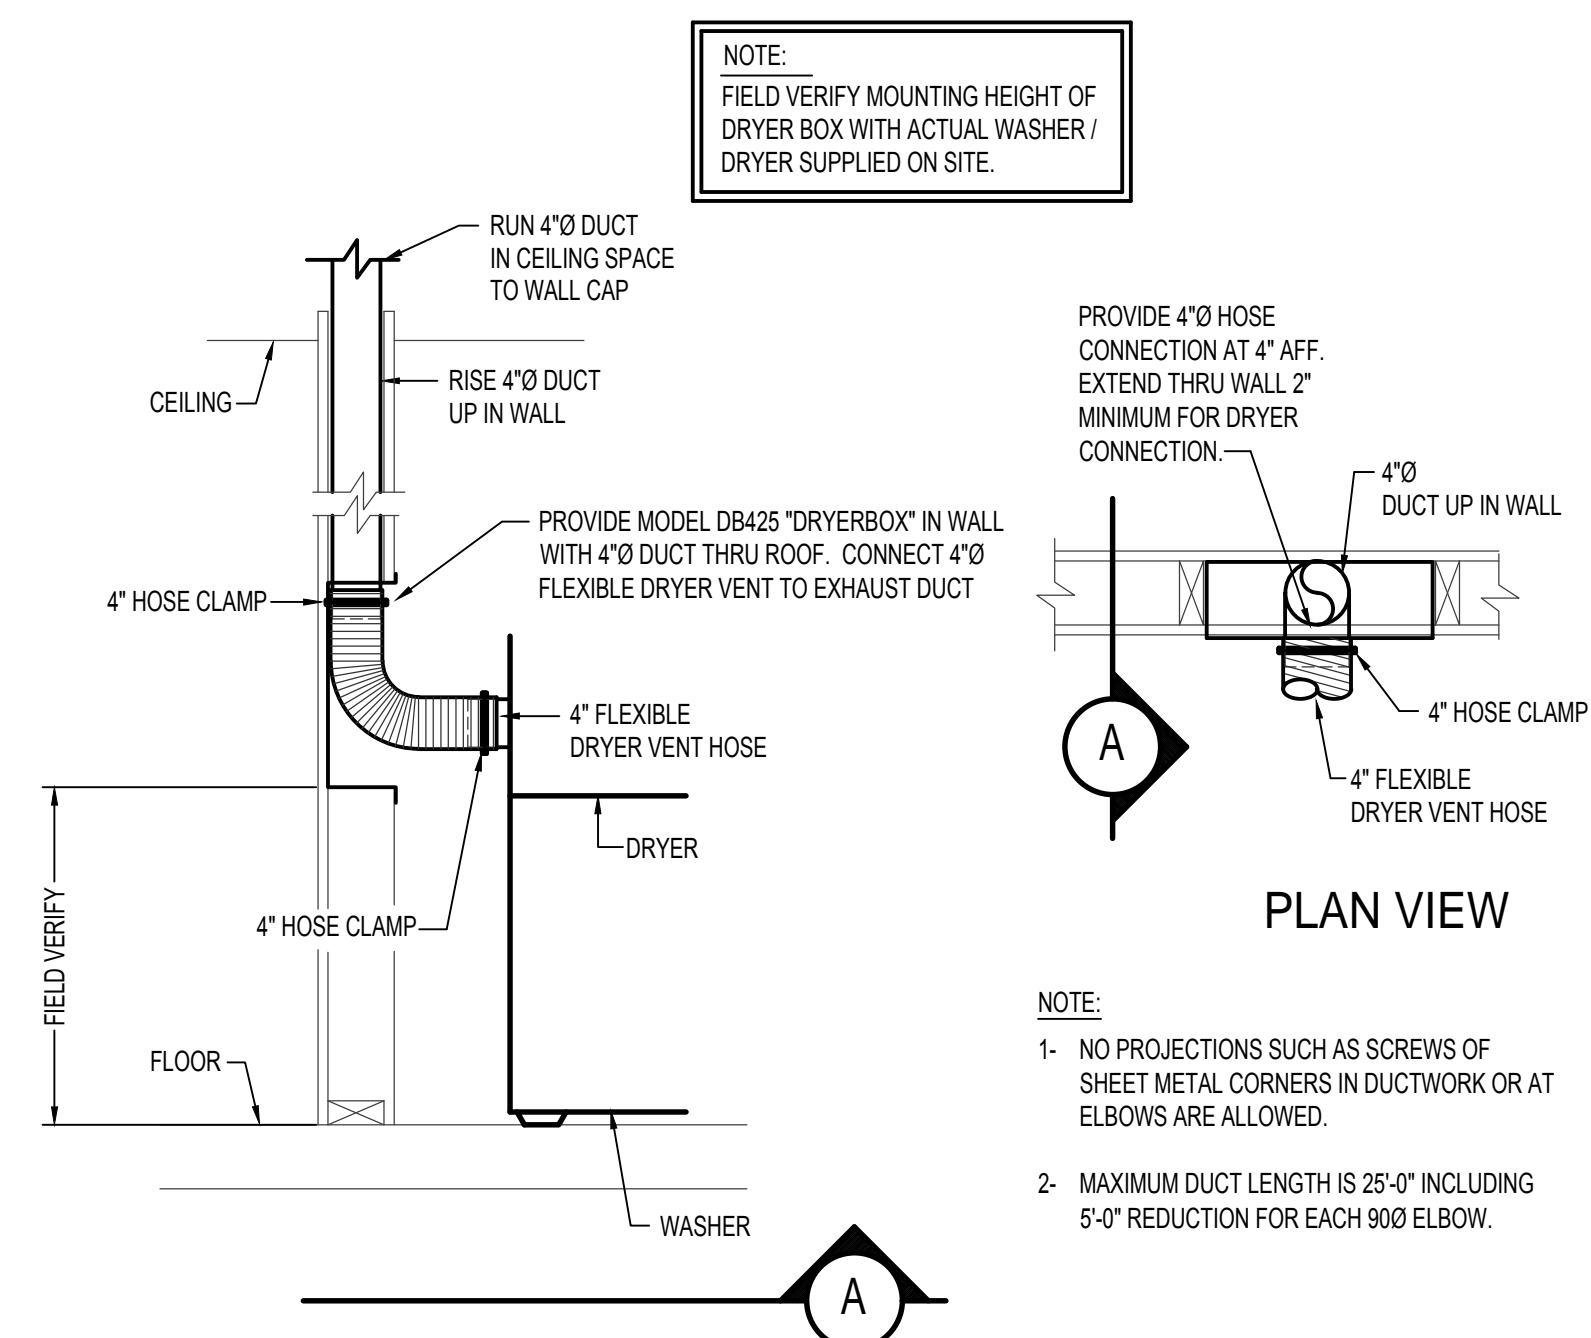 NOTE:
FIELD VERIFY MOUNTING HEIGHT OF
DRYER BOX WITH ACTUAL WASHER /
DRYER SUPPLIED ON SITE.
RUN 4"Ø DUCT
IN CEILING SPACE
TO WALL CAP
CEILING
RISE 4"Ø DUCT
UP IN WALL
PROVIDE MODEL DB425 "DRYERBOX" IN WALL
WITH 4"Ø DUCT THRU ROOF. CONNECT 4"Ø
FLEXIBLE DRYER VENT TO EXHAUST DUCT
4" HOSE CLAMP
4" FLEXIBLE
DRYER VENT HOSE
DRYER
4" HOSE CLAMP
FIELD VERIFY
FLOOR
WASHER
A
PROVIDE 4"Ø HOSE
CONNECTION AT 4" AFF.
EXTEND THRU WALL 2"
MINIMUM FOR DRYER
CONNECTION.
4"Ø
DUCT UP IN WALL
A
4" HOSE CLAMP
4" FLEXIBLE
DRYER VENT HOSE
PLAN VIEW
NOTE:
1- NO PROJECTIONS SUCH AS SCREWS OF
SHEET METAL CORNERS IN DUCTWORK OR AT
ELBOWS ARE ALLOWED.
2- MAXIMUM DUCT LENGTH IS 25'-0" INCLUDING
5'-0" REDUCTION FOR EACH 90Ø ELBOW.